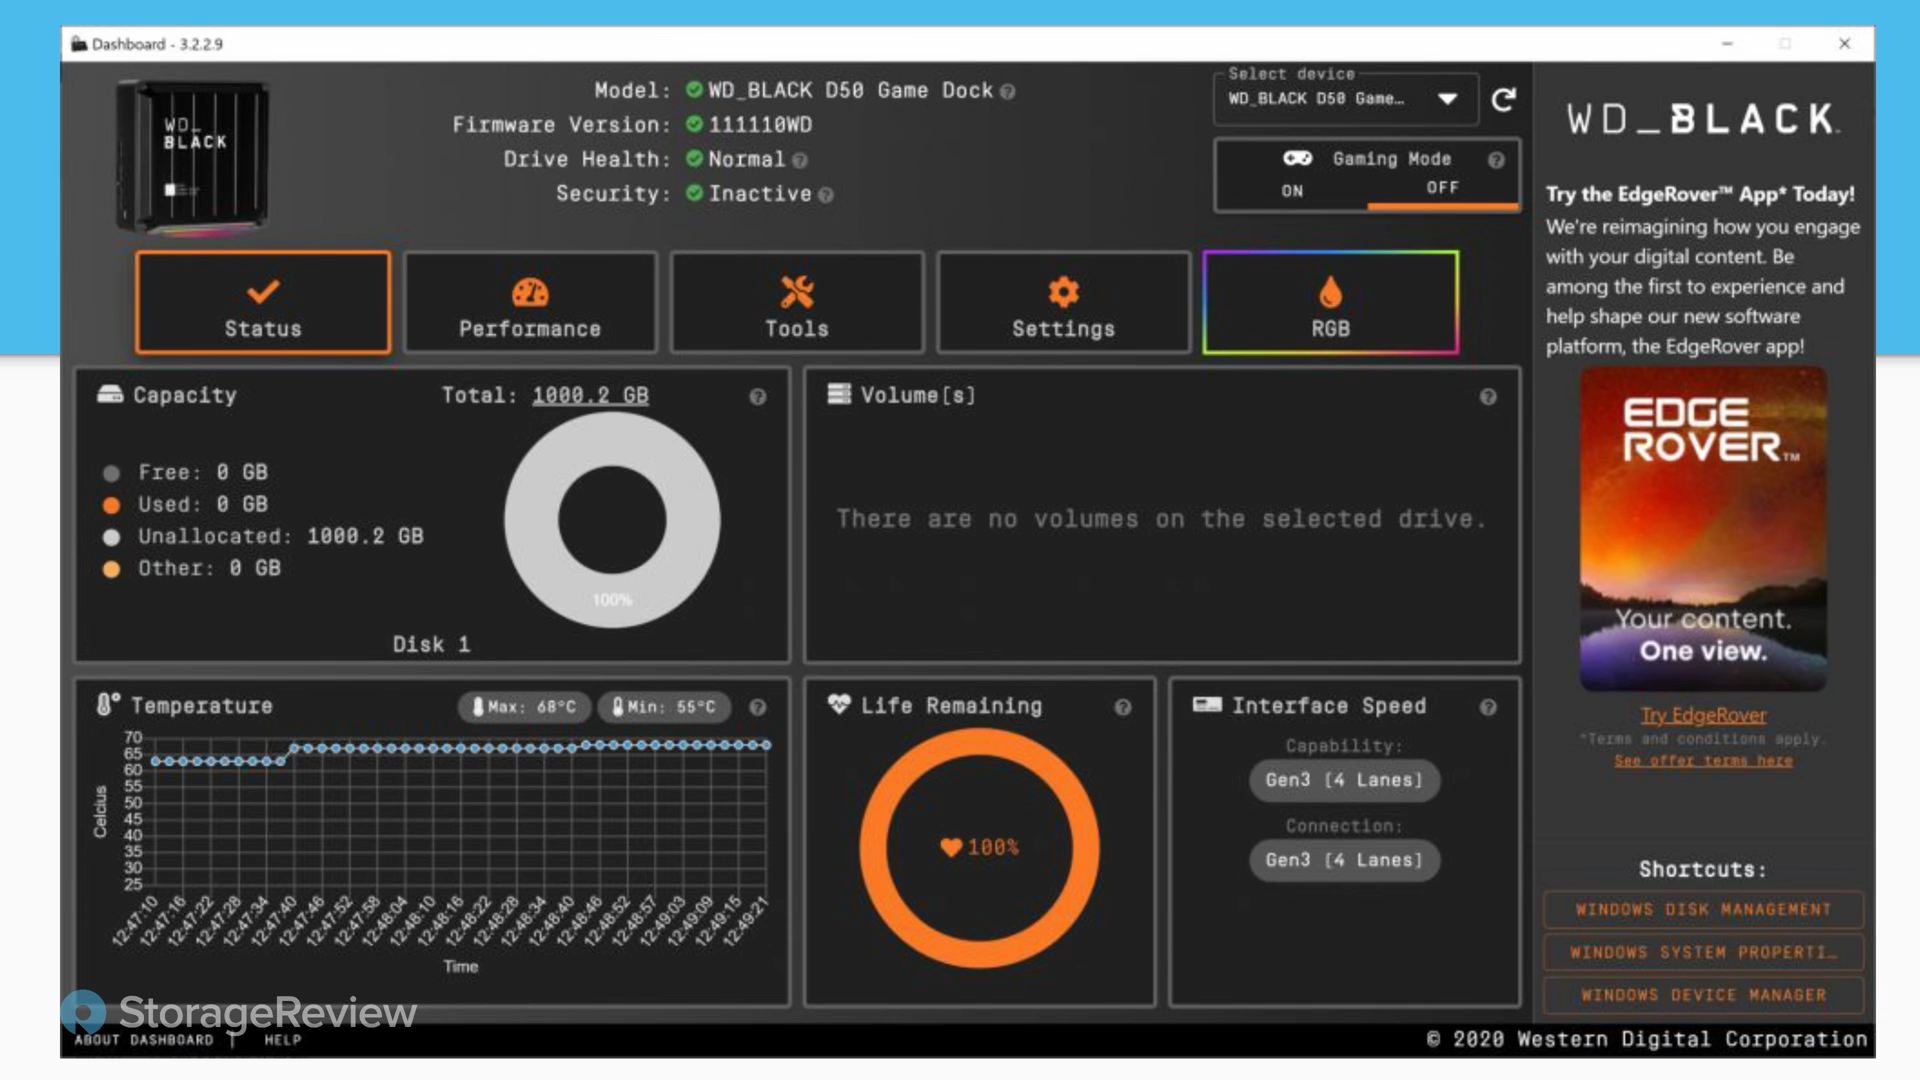 Dashboard - 3.2.2.9
WD_
BLACK
Model: WD_BLACK D50 Game Dock
Firmware Version: 111110WD
Drive Health: Normal
Security: Inactive
Select device
WD_BLACK D50 Game…
Gaming Mode
ON OFF
Status
Performance
Tools
Settings
RGB
Capacity
Total: 1000.2 GB
Free: 0 GB
Used: 0 GB
Unallocated: 1000.2 GB
Other: 0 GB
100%
Disk 1
Volume[s]
There are no volumes on the selected drive.
Temperature
Max: 68°C
Min: 55°C
70
65
60
55
50
45
40
35
30
25
Celcius
12:47:10
12:47:16
12:47:22
12:47:28
12:47:34
12:47:40
12:47:46
12:47:52
12:47:58
12:48:04
12:48:10
12:48:16
12:48:22
12:48:28
12:48:34
12:48:40
12:48:46
12:48:52
12:48:57
12:49:03
12:49:09
12:49:15
12:49:21
Time
Life Remaining
100%
Interface Speed
Capability:
Gen3 [4 Lanes]
Connection:
Gen3 [4 Lanes]
WD_BLACK
Try the EdgeRover™ App* Today!
We're reimagining how you engage
with your digital content. Be
among the first to experience and
help shape our new software
platform, the EdgeRover app!
EDGE
ROVER™
Your content.
One view.
Try EdgeRover
*Terms and conditions apply.
See offer terms here
Shortcuts:
WINDOWS DISK MANAGEMENT
WINDOWS SYSTEM PROPERTI…
WINDOWS DEVICE MANAGER
StorageReview
ABOUT DASHBOARD
HELP
© 2020 Western Digital Corporation